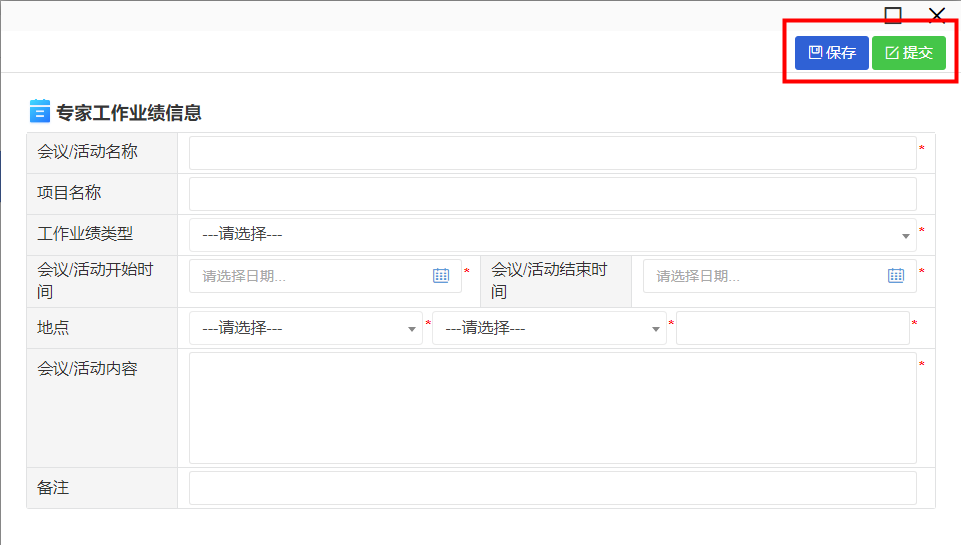 保存 提交
专家工作业绩信息
会议/活动名称 *
项目名称
工作业绩类型 ---请选择--- *
会议/活动开始时
间
请选择日期... *
会议/活动结束时
间
请选择日期... *
地点 ---请选择--- * ---请选择--- * *
会议/活动内容 *
备注